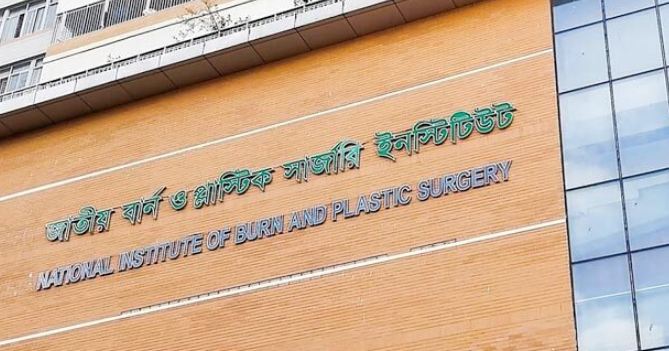 জাতীয় বার্ন ও প্লাস্টিক সার্জারি ইনস্টিটিউট
NATIONAL INSTITUTE OF BURN AND PLASTIC SURGERY